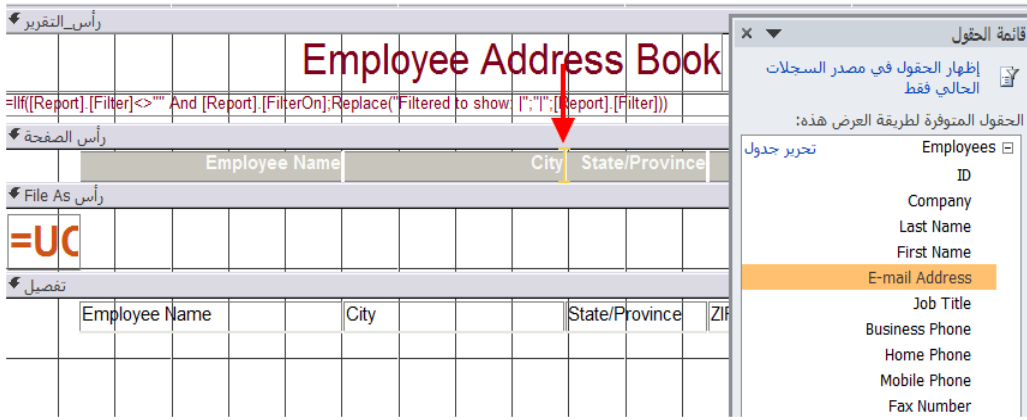 رأس_التقرير
Employee Address Book
=IIf([Report].[Filter]<>"" And [Report].[FilterOn];Replace("Filtered to show: |";"|";[Report].[Filter]))
رأس الصفحة
Employee Name City State/Province
رأس File As
=UC
تفصيل
Employee Name City State/Province ZIF
قائمة الحقول
إظهار الحقول في مصدر السجلات
الحالي فقط
الحقول المتوفرة لطريقة العرض هذه:
Employees تحرير جدول
ID
Company
Last Name
First Name
E-mail Address
Job Title
Business Phone
Home Phone
Mobile Phone
Fax Number